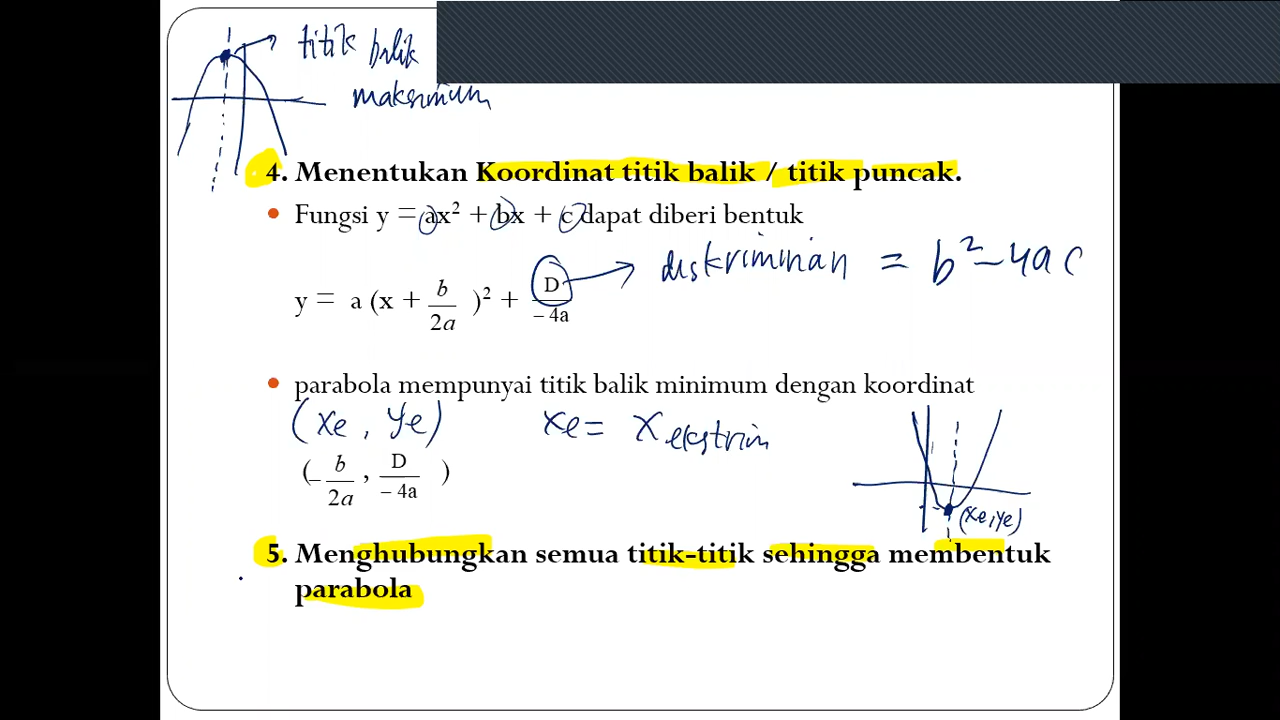 titik balik
maksimum
4. Menentukan Koordinat titik balik / titik puncak.
• Fungsi y = ax² + bx + c dapat diberi bentuk
y = a (x + b/2a )² + D/– 4a → diskriminan = b² – 4ac
• parabola mempunyai titik balik minimum dengan koordinat
(xe, ye) xe = x ekstrim
(– b/2a , D/– 4a )
(xe, ye)
5. Menghubungkan semua titik-titik sehingga membentuk
parabola